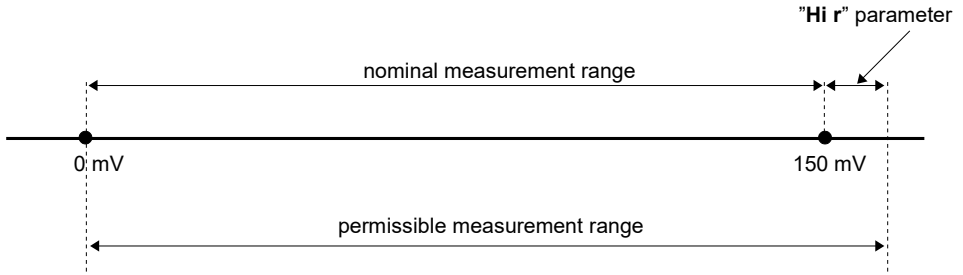 ”Hi r” parameter
nominal measurement range
0 mV
150 mV
permissible measurement range